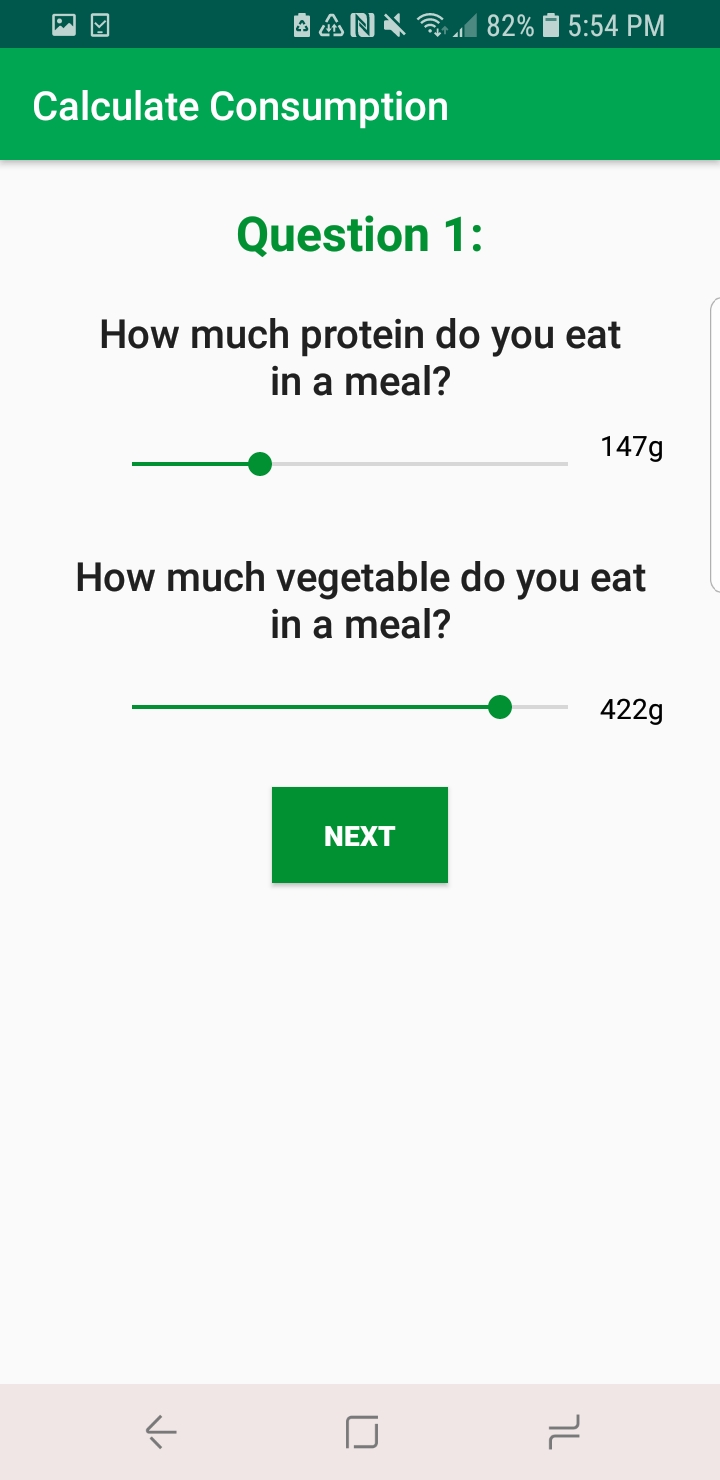 82% 5:54 PM
Calculate Consumption
Question 1:
How much protein do you eat
in a meal?
147g
How much vegetable do you eat
in a meal?
422g
NEXT